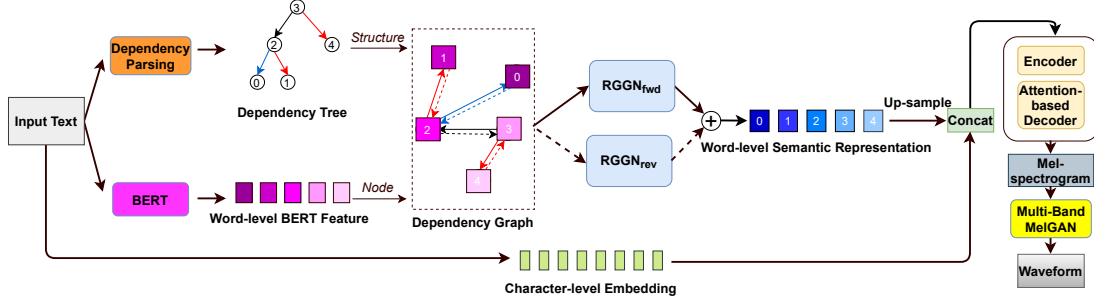 Input Text
Dependency
Parsing
BERT
3
2
4
0
1
Dependency Tree
Structure
Word-level BERT Feature
Node
1
0
2
3
4
Dependency Graph
RGGNfwd
RGGNrev
0
1
2
3
4
Word-level Semantic Representation
Up-sample
Concat
Character-level Embedding
Encoder
Attention-
based
Decoder
Mel-
spectrogram
Multi-Band
MelGAN
Waveform